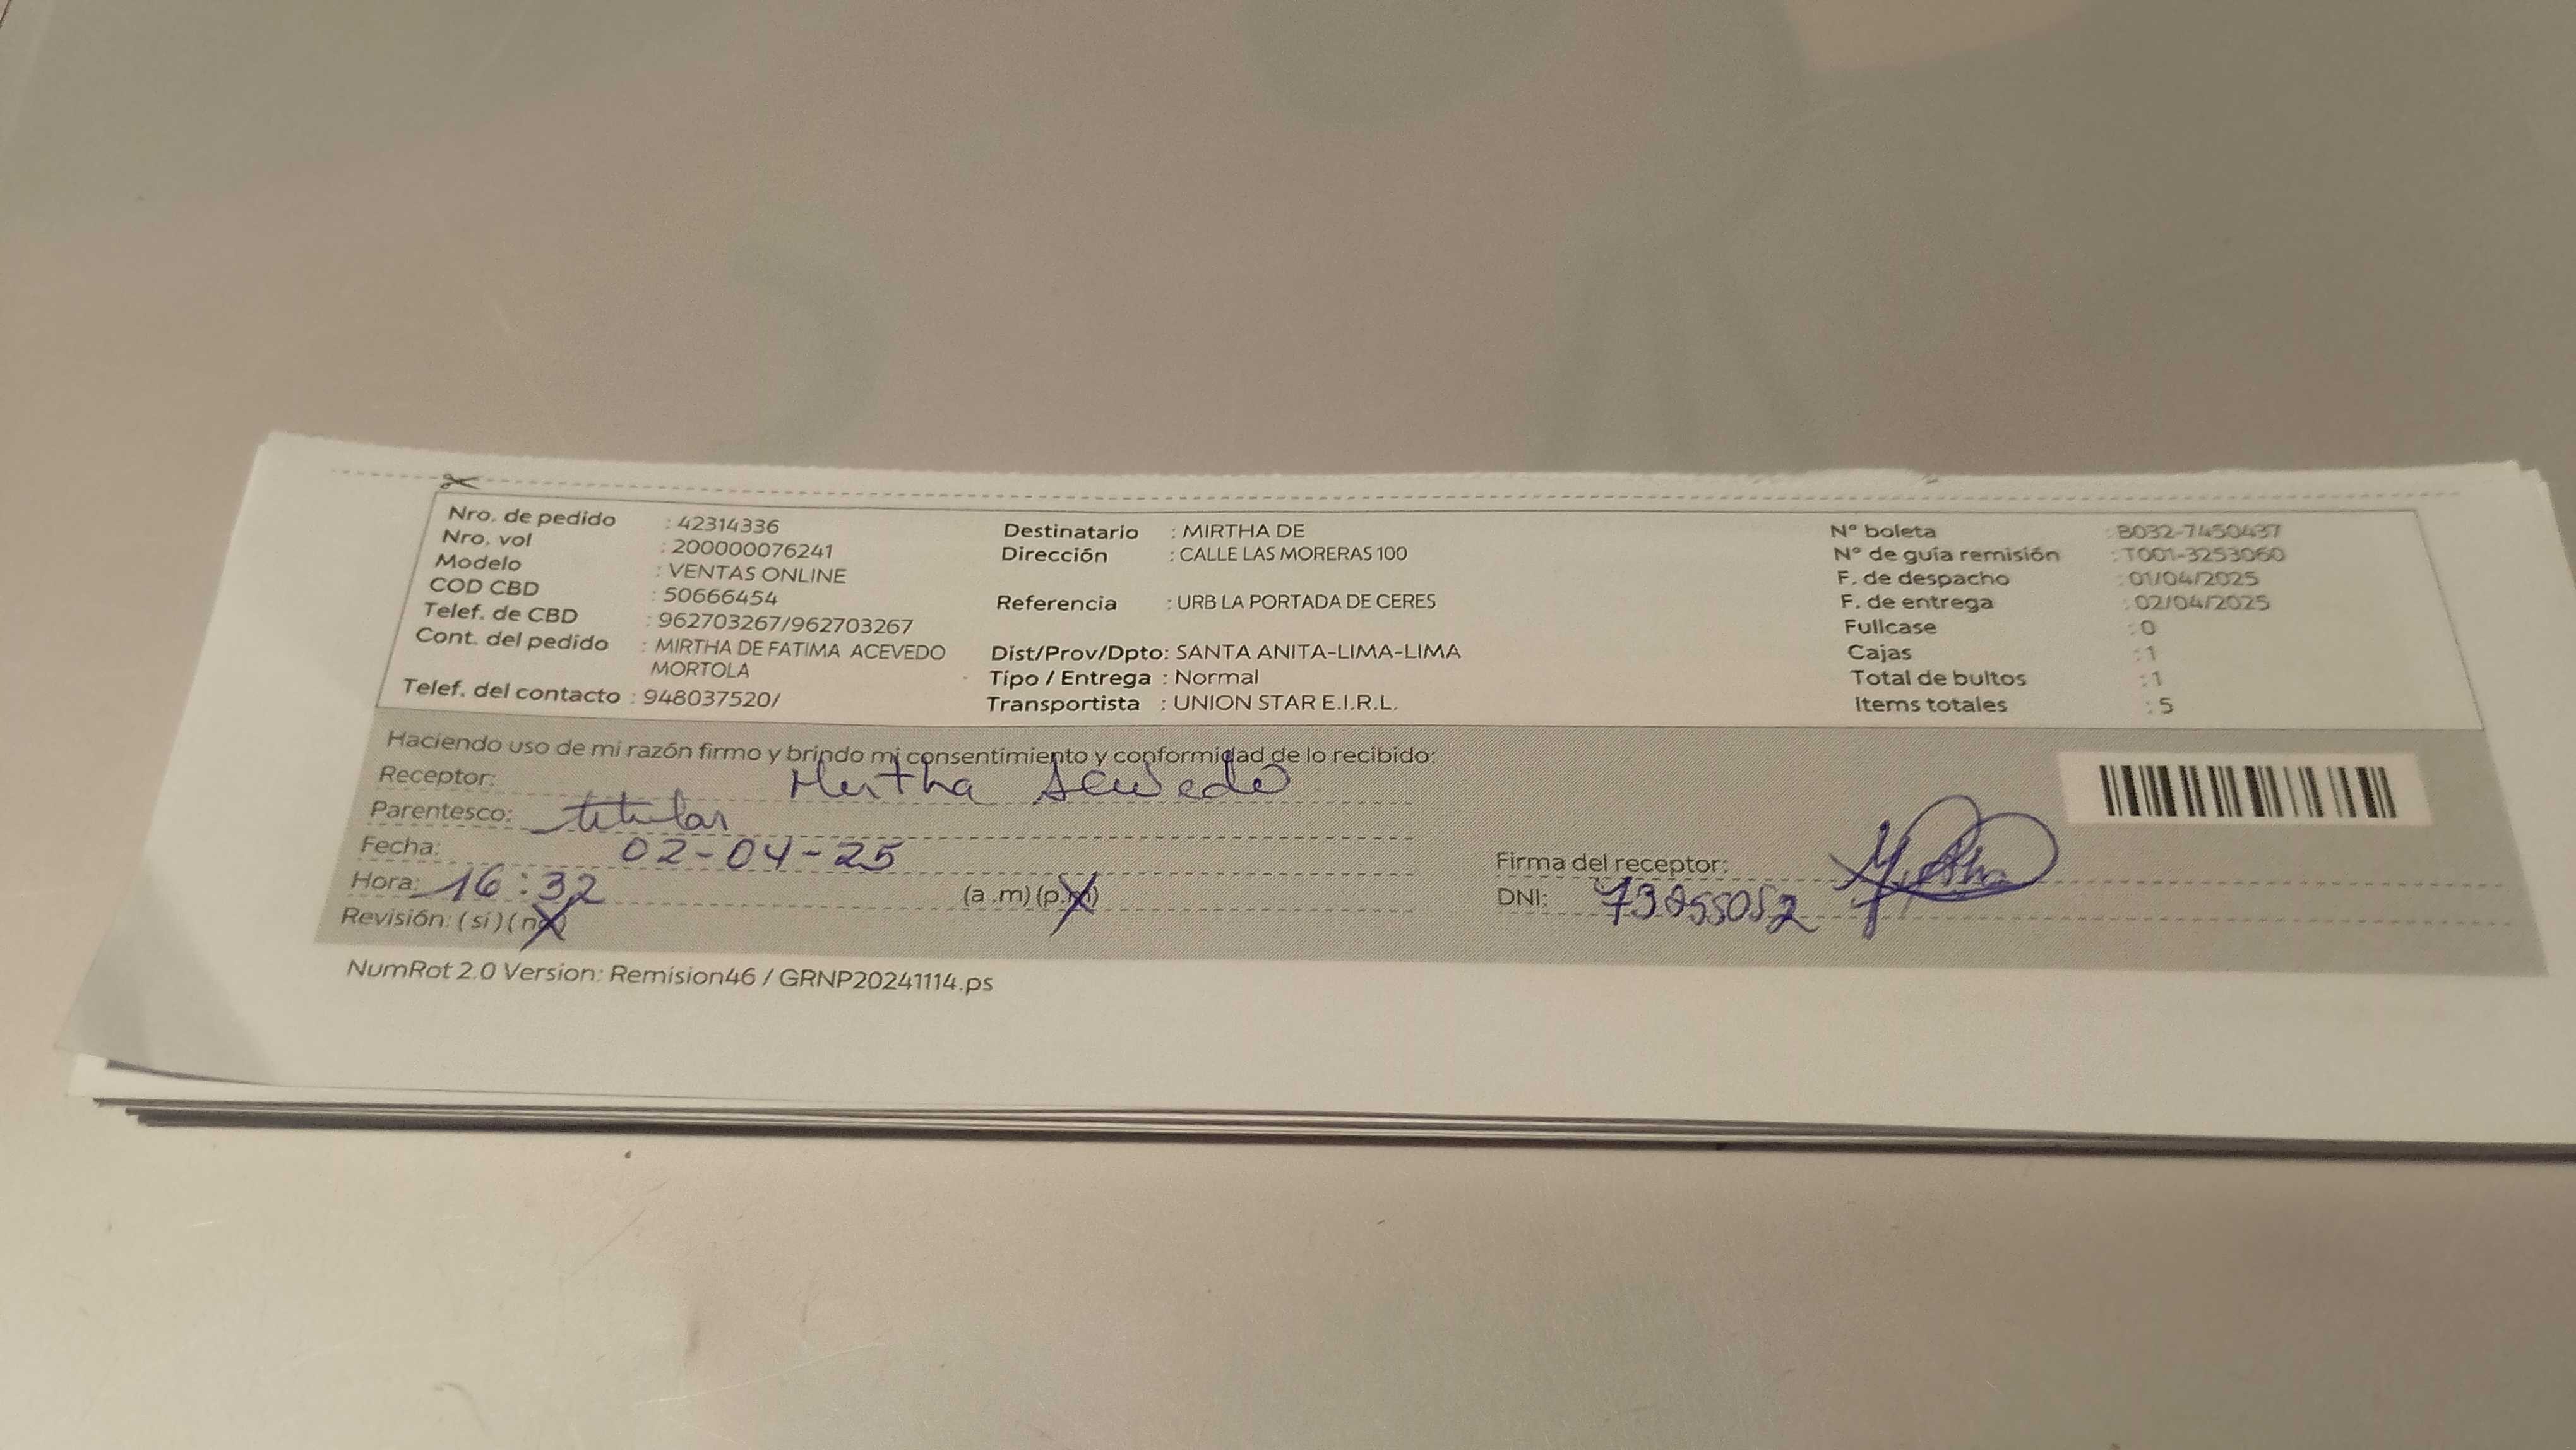 Nro. de pedido : 42314336
Nro. vol : 200000076241
Modelo : VENTAS ONLINE
COD CBD : 50666454
Telef. de CBD : 962703267/962703267
Cont. del pedido : MIRTHA DE FATIMA ACEVEDO
MORTOLA
Telef. del contacto : 948037520/
Destinatario : MIRTHA DE
Dirección : CALLE LAS MORERAS 100
Referencia : URB LA PORTADA DE CERES
Dist/Prov/Dpto: SANTA ANITA-LIMA-LIMA
Tipo / Entrega : Normal
Transportista : UNION STAR E.I.R.L.
N° boleta : B032-7450437
N° de guía remisión : T001-3253060
F. de despacho : 01/04/2025
F. de entrega : 02/04/2025
Fullcase : 0
Cajas : 1
Total de bultos : 1
Items totales : 5
Haciendo uso de mi razón firmo y brindo mi consentimiento y conformidad de lo recibido:
Receptor: Mirtha Acevedo
Parentesco: titular
Fecha: 02-04-25
Hora: 16:32 (a .m) (p.m)
Revisión: ( sí ) ( no)
Firma del receptor:
DNI:
NumRot 2.0 Version: Remision46 / GRNP20241114.ps